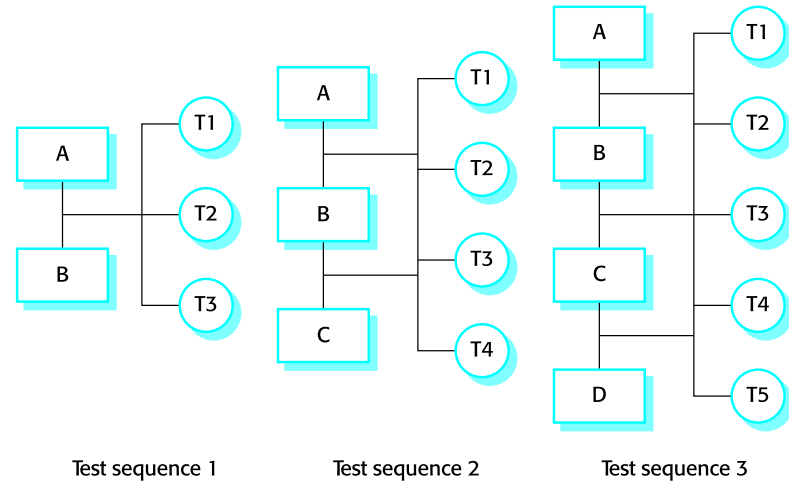 A
B
T1
T2
T3
Test sequence 1
A
B
C
T1
T2
T3
T4
Test sequence 2
A
B
C
D
T1
T2
T3
T4
T5
Test sequence 3